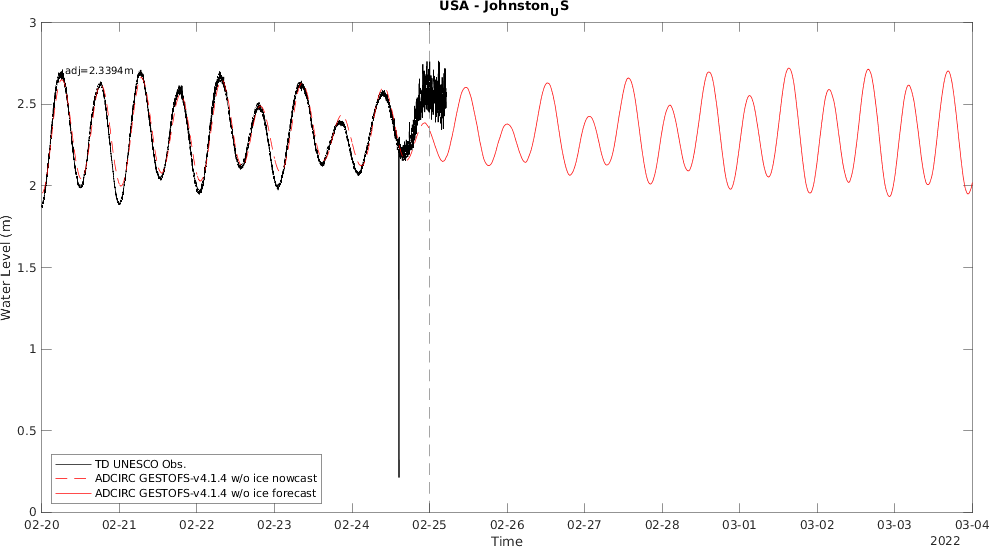 USA - Johnston_US
3
2.5
2
1.5
1
0.5
0
Water Level (m)
adj=2.3394m
TD UNESCO Obs.
ADCIRC GESTOFS-v4.1.4 w/o ice nowcast
ADCIRC GESTOFS-v4.1.4 w/o ice forecast
02-20 02-21 02-22 02-23 02-24 02-25 02-26 02-27 02-28 03-01 03-02 03-03 03-04
Time
2022